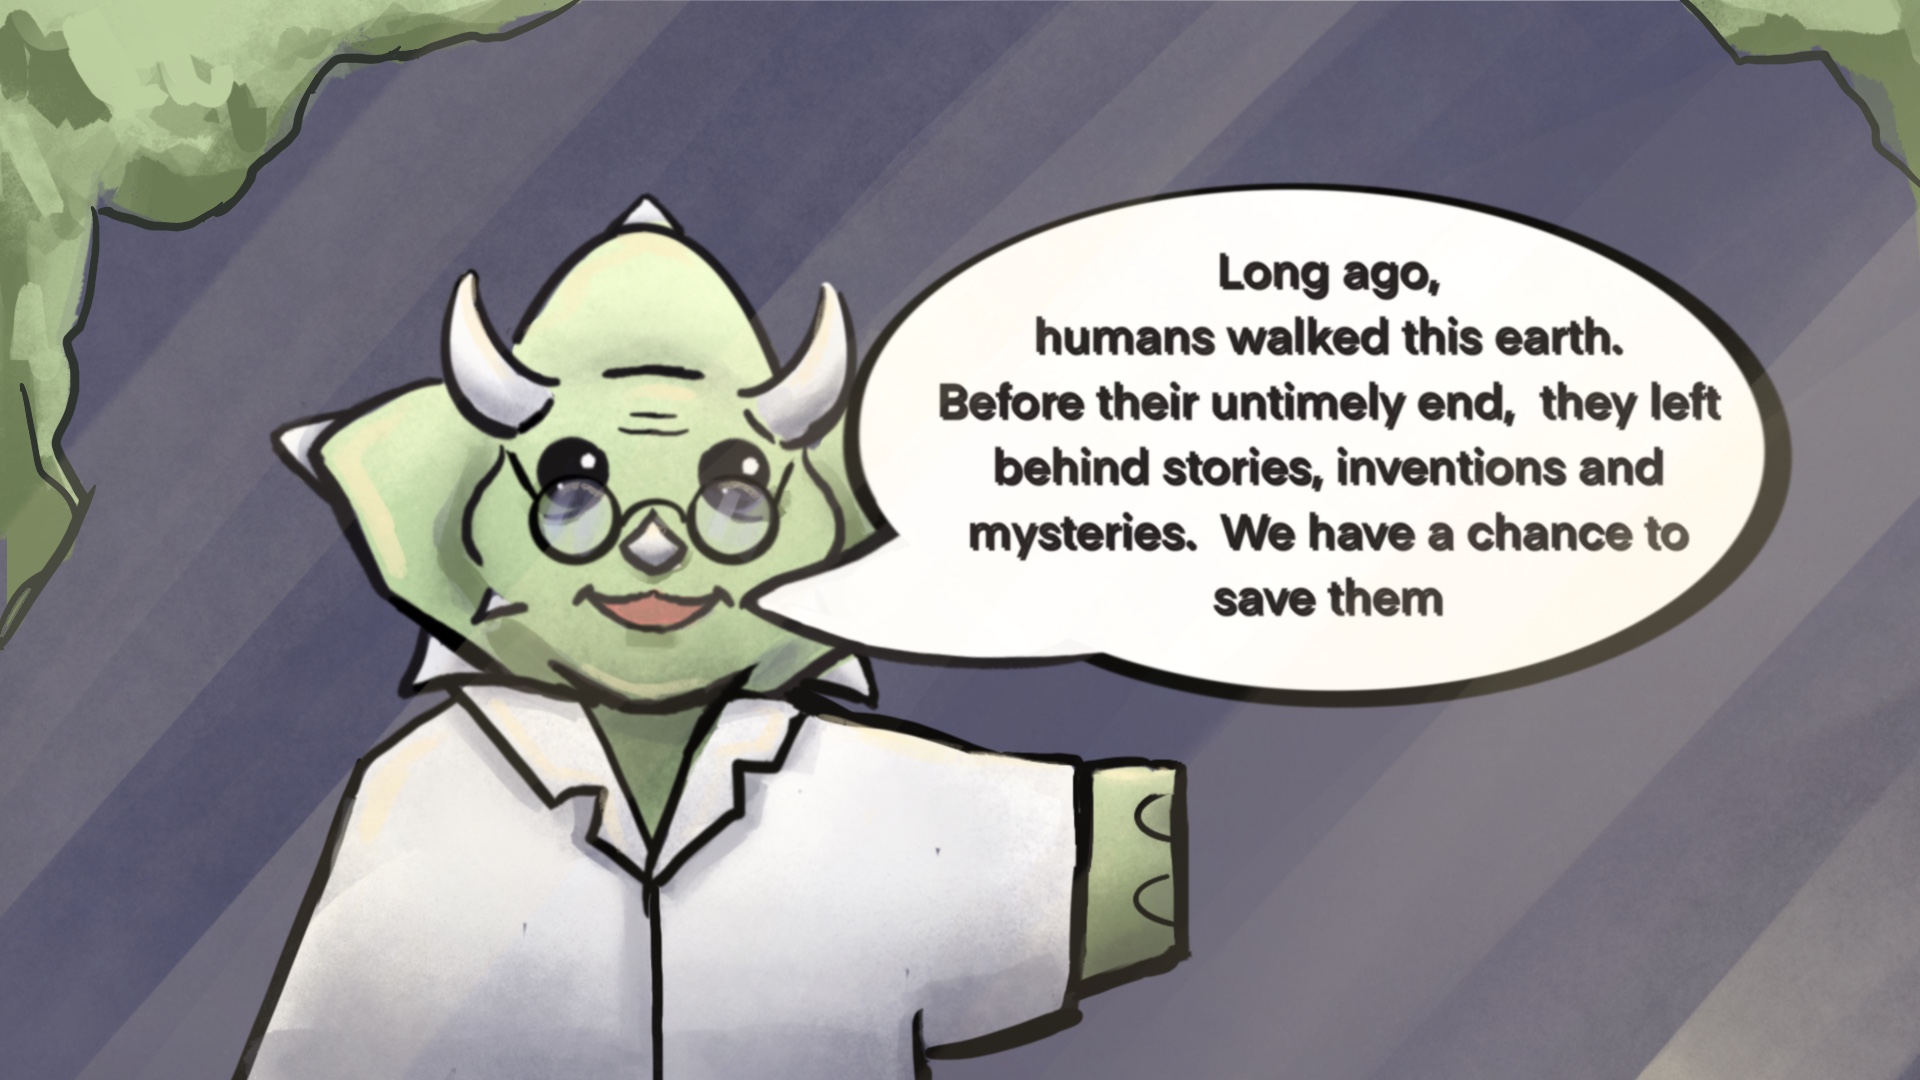 Long ago,
humans walked this earth.
Before their untimely end, they left
behind stories, inventions and
mysteries. We have a chance to
save them